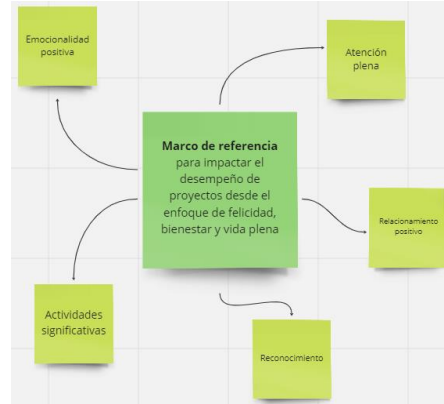 Emocionalidad
positiva
Atención
plena
Marco de referencia
para impactar el
desempeño de
proyectos desde el
enfoque de felicidad,
bienestar y vida plena
Relacionamiento
positivo
Actividades
significativas
Reconocimiento